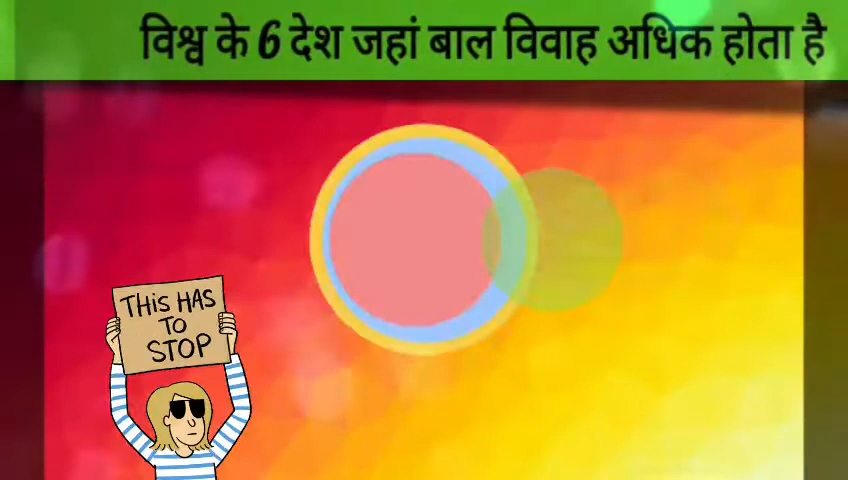 विश्व के 6 देश जहां बाल विवाह अधिक होता है
THIS HAS
TO
STOP